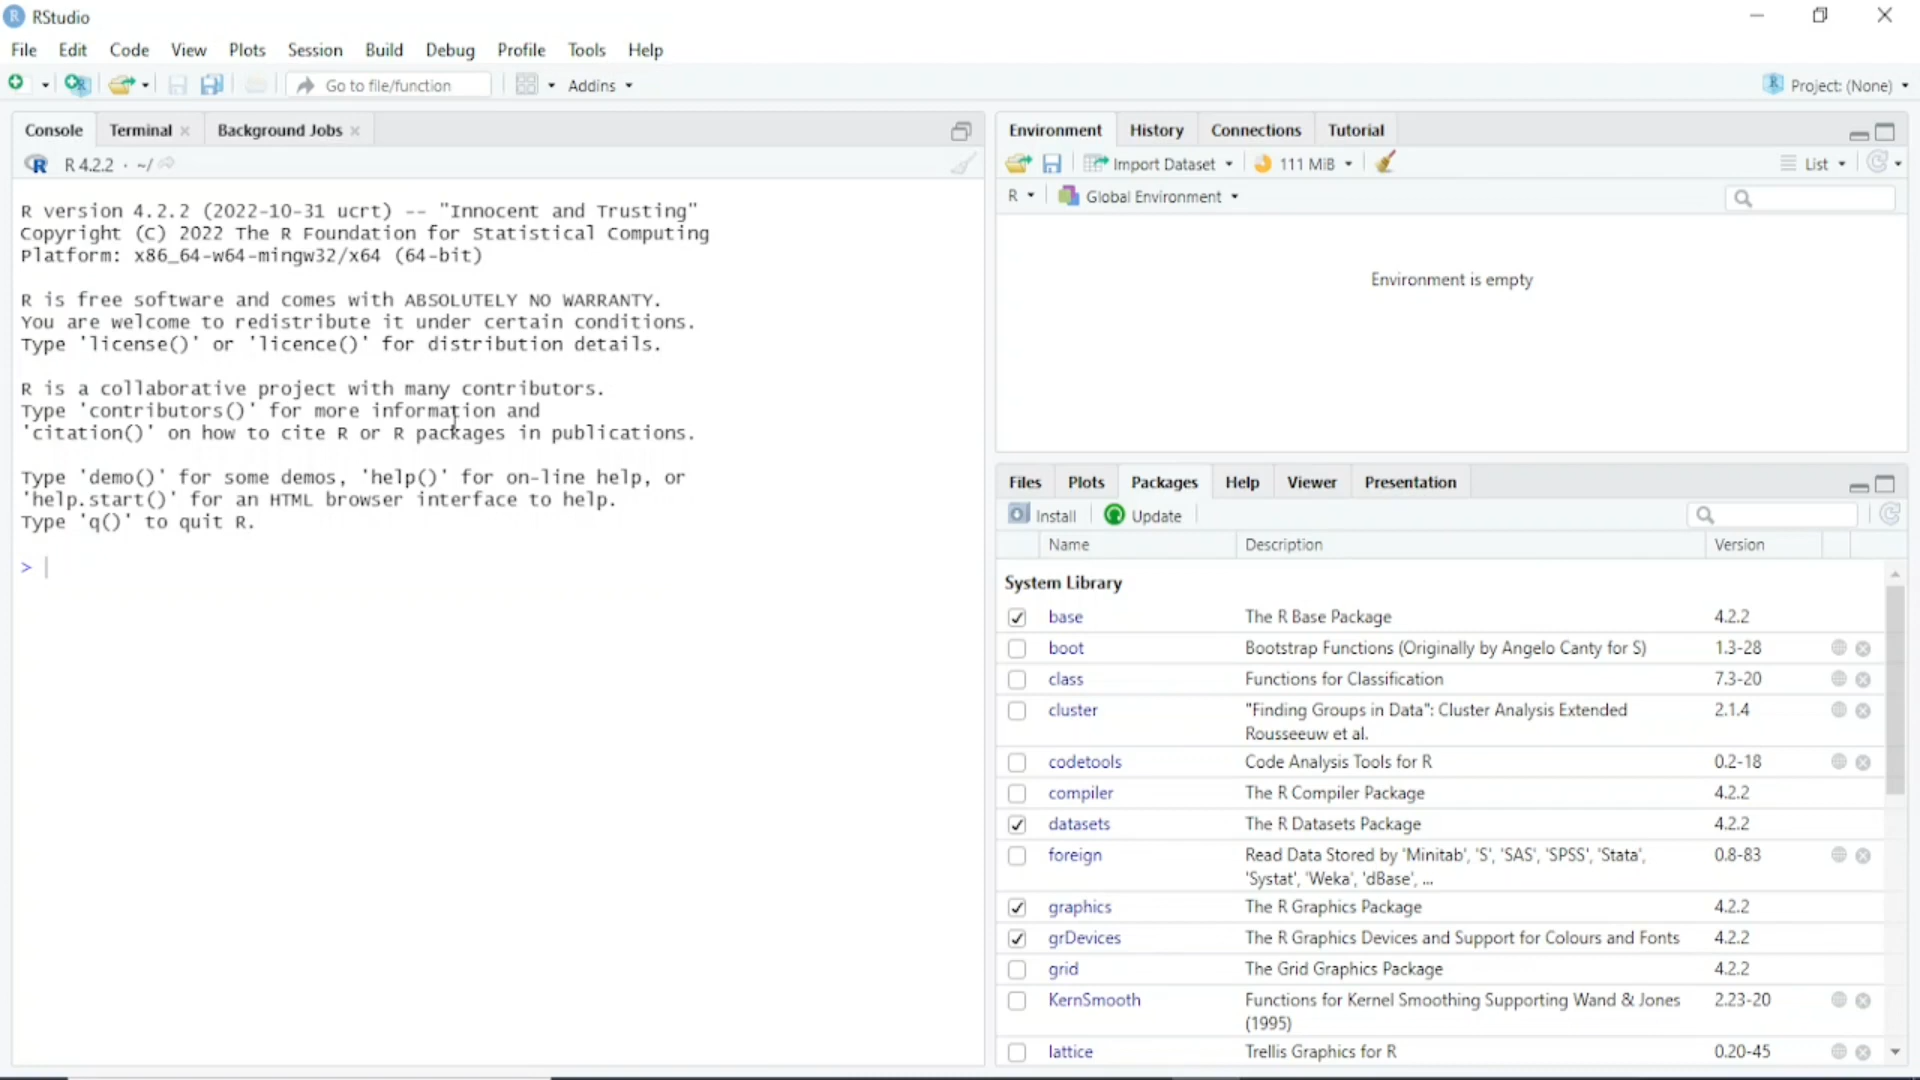 RStudio
File Edit Code View Plots Session Build Debug Profile Tools Help
Go to file/function Addins Project: (None)
Console Terminal Background Jobs
R 4.2.2 · ~/
R version 4.2.2 (2022-10-31 ucrt) -- "Innocent and Trusting"
Copyright (C) 2022 The R Foundation for Statistical Computing
Platform: x86_64-w64-mingw32/x64 (64-bit)
R is free software and comes with ABSOLUTELY NO WARRANTY.
You are welcome to redistribute it under certain conditions.
Type 'license()' or 'licence()' for distribution details.
R is a collaborative project with many contributors.
Type 'contributors()' for more information and
'citation()' on how to cite R or R packages in publications.
Type 'demo()' for some demos, 'help()' for on-line help, or
'help.start()' for an HTML browser interface to help.
Type 'q()' to quit R.
>
Environment History Connections Tutorial
Import Dataset 111 MiB List
R Global Environment
Environment is empty
Files Plots Packages Help Viewer Presentation
Install Update
Name Description Version
System Library
base The R Base Package 4.2.2
boot Bootstrap Functions (Originally by Angelo Canty for S) 1.3-28
class Functions for Classification 7.3-20
cluster "Finding Groups in Data": Cluster Analysis Extended 2.1.4
Rousseeuw et al.
codetools Code Analysis Tools for R 0.2-18
compiler The R Compiler Package 4.2.2
datasets The R Datasets Package 4.2.2
foreign Read Data Stored by 'Minitab', 'S', 'SAS', 'SPSS', 'Stata', 0.8-83
'Systat', 'Weka', 'dBase', ...
graphics The R Graphics Package 4.2.2
grDevices The R Graphics Devices and Support for Colours and Fonts 4.2.2
grid The Grid Graphics Package 4.2.2
KernSmooth Functions for Kernel Smoothing Supporting Wand & Jones 2.23-20
(1995)
lattice Trellis Graphics for R 0.20-45